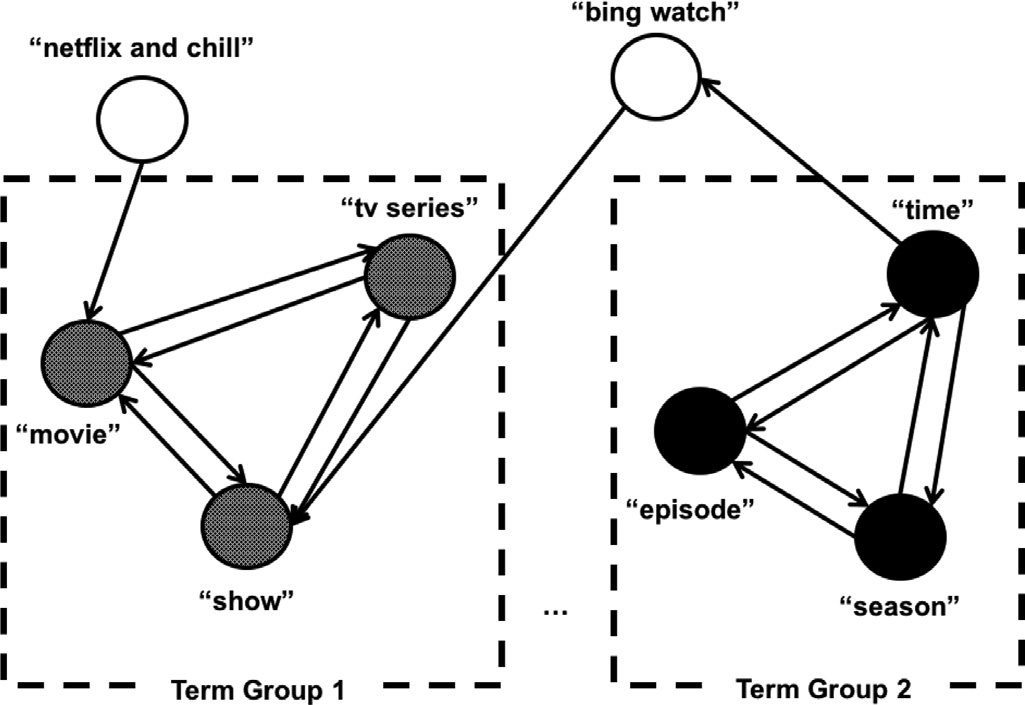 “bing watch”
“netflix and chill”
“tv series”
“time”
“movie”
“episode”
“show”
“season”
...
Term Group 1
Term Group 2